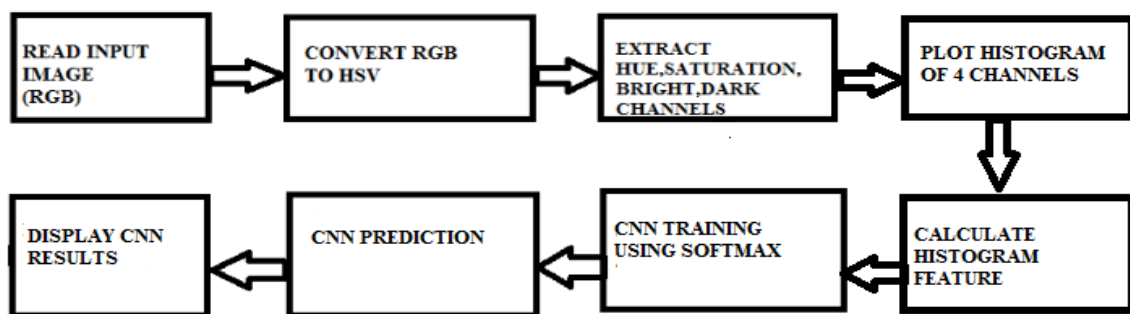 READ INPUT
IMAGE
(RGB)
CONVERT RGB
TO HSV
EXTRACT
HUE,SATURATION,
BRIGHT,DARK
CHANNELS
PLOT HISTOGRAM
OF 4 CHANNELS
CALCULATE
HISTOGRAM
FEATURE
CNN TRAINING
USING SOFTMAX
CNN PREDICTION
DISPLAY CNN
RESULTS